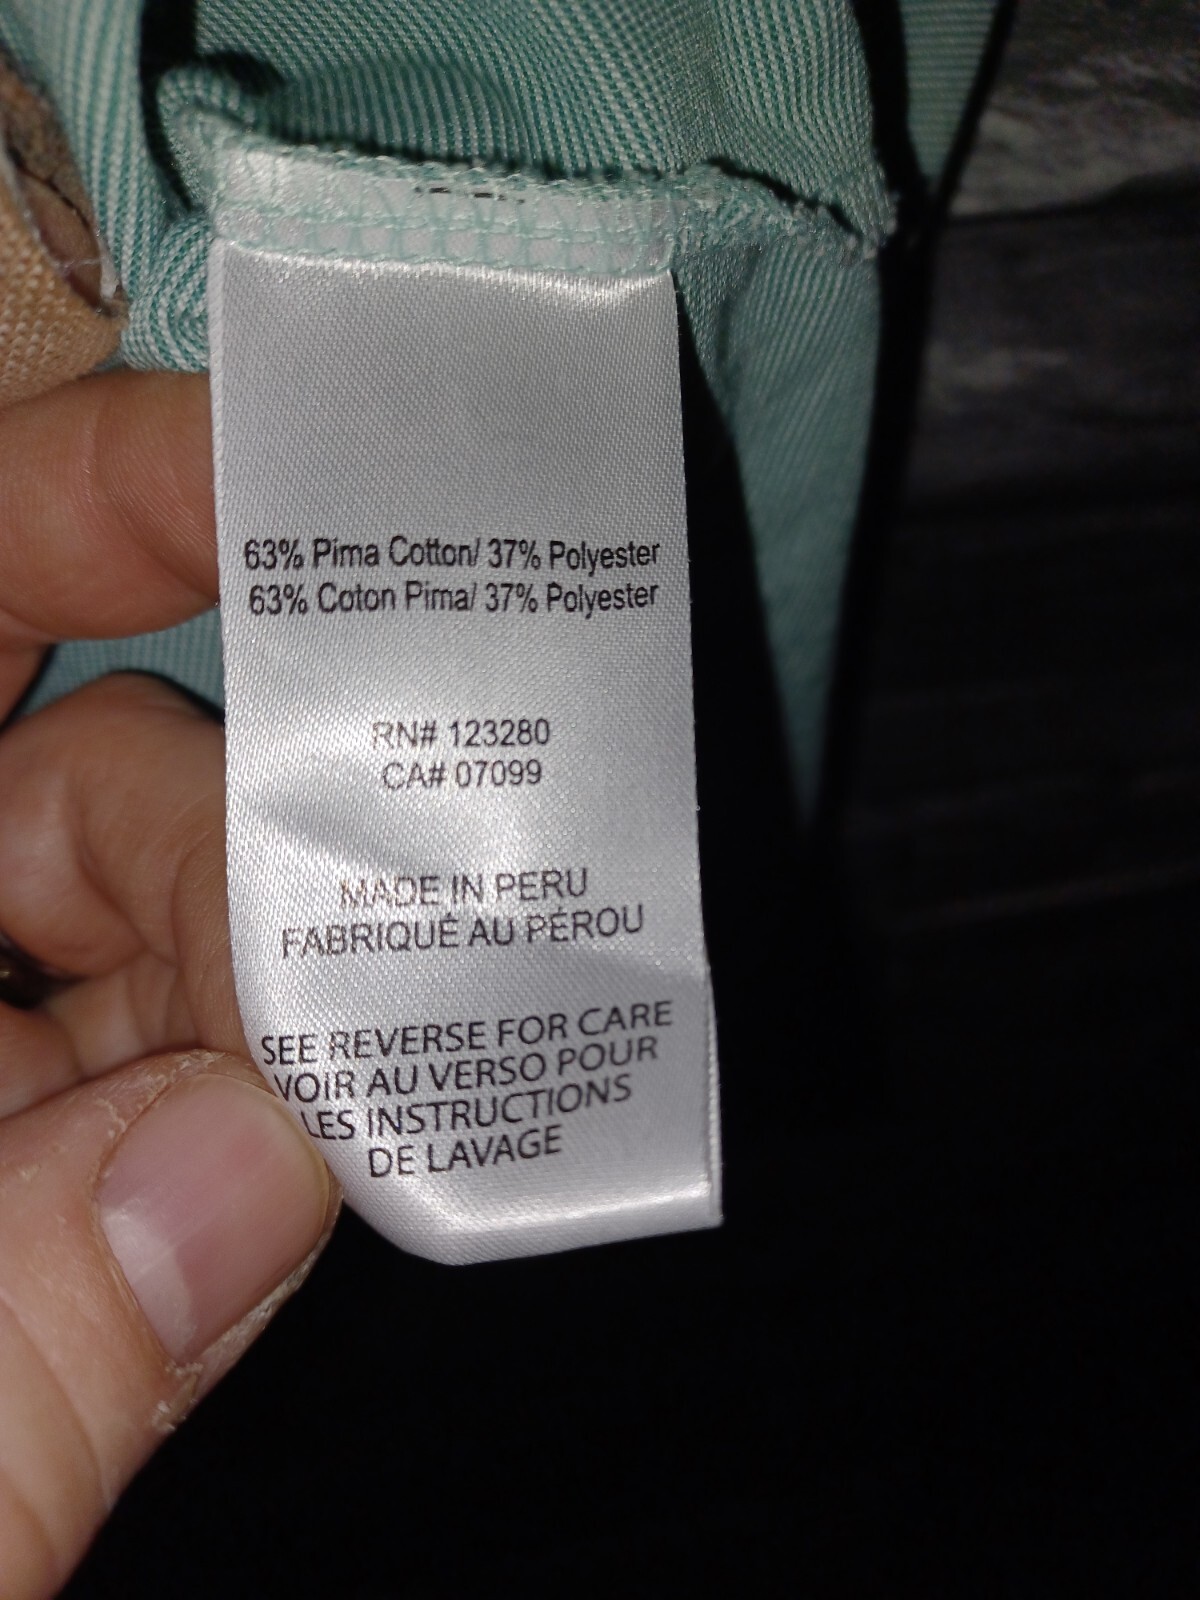 63% Pima Cotton/ 37% Polyester
63% Coton Pima/ 37% Polyester
RN# 123280
CA# 07099
MADE IN PERU
FABRIQUÉ AU PÉROU
SEE REVERSE FOR CARE
VOIR AU VERSO POUR
LES INSTRUCTIONS
DE LAVAGE